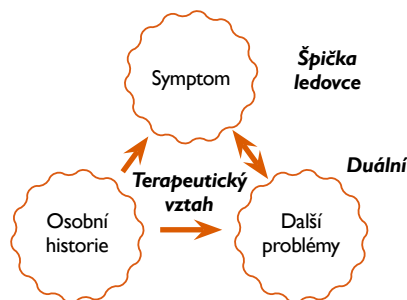 Symptom
Špička
ledovce
Terapeutický
vztah
Duální
Osobní
historie
Další
problémy